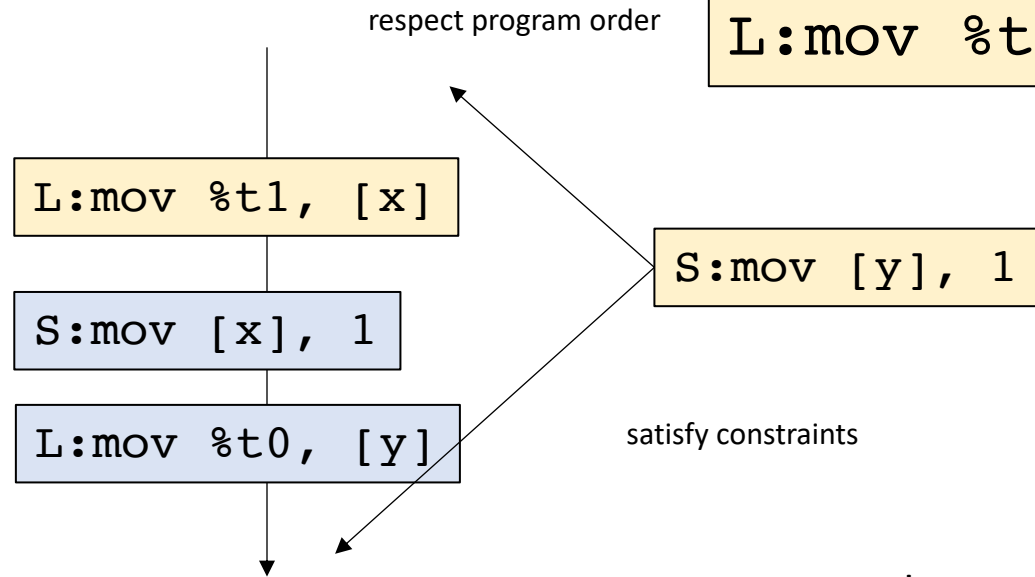 respect program order
L:mov %t
L:mov %t1, [x]
S:mov [y], 1
S:mov [x], 1
L:mov %t0, [y]
satisfy constraints